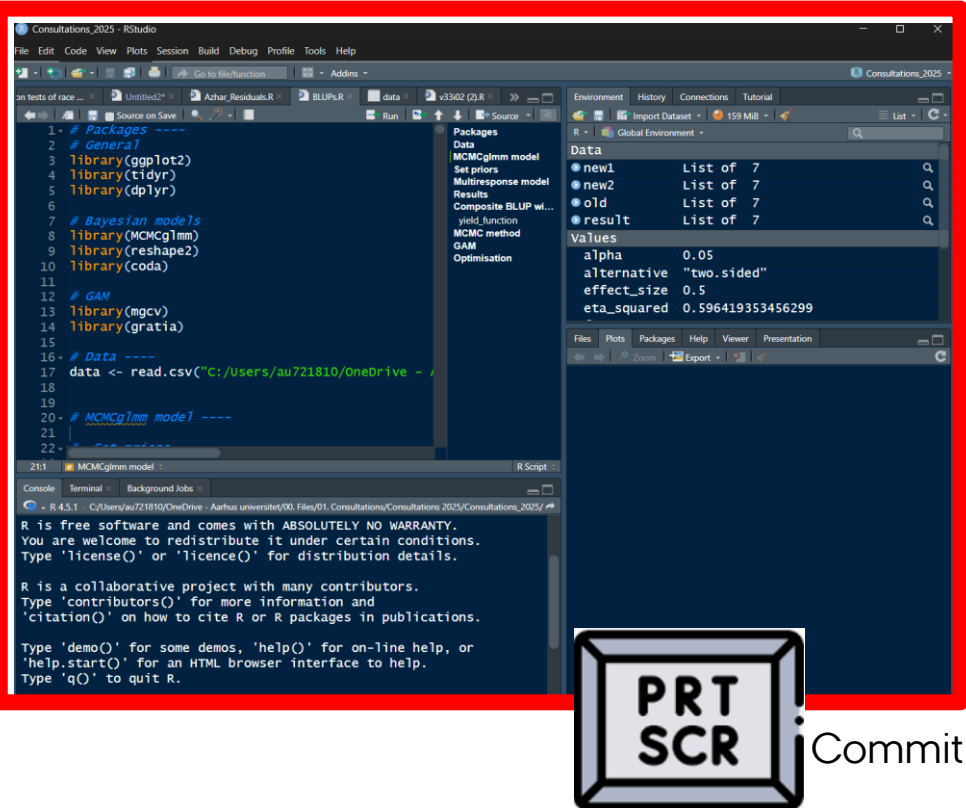 Consultations_2025 - RStudio
File Edit Code View Plots Session Build Debug Profile Tools Help
Go to file/function Addins Consultations_2025
on tests of race ... Untitled2* Azhar_Residuals.R BLUPs.R data v33i02 (2).R
Source on Save Run Source
1 # Packages ----
2 # General
3 library(ggplot2)
4 library(tidyr)
5 library(dplyr)
6
7 # Bayesian models
8 library(MCMCglmm)
9 library(reshape2)
10 library(coda)
11
12 # GAM
13 library(mgcv)
14 library(gratia)
15
16 # Data ----
17 data <- read.csv("C:/Users/au721810/OneDrive - 
18
19
20 # MCMCglmm model ----
21
22
Packages
Data
MCMCglmm model
Set priors
Multiresponse model
Results
Composite BLUP wi...
yield_function
MCMC method
GAM
Optimisation
21:1 MCMCglmm model R Script
Console Terminal Background Jobs
R 4.5.1 · C:/Users/au721810/OneDrive - Aarhus universitet/00. Files/01. Consultations/Consultations 2025/Consultations_2025/
R is free software and comes with ABSOLUTELY NO WARRANTY.
You are welcome to redistribute it under certain conditions.
Type 'license()' or 'licence()' for distribution details.
R is a collaborative project with many contributors.
Type 'contributors()' for more information and
'citation()' on how to cite R or R packages in publications.
Type 'demo()' for some demos, 'help()' for on-line help, or
'help.start()' for an HTML browser interface to help.
Type 'q()' to quit R.
Environment History Connections Tutorial
Import Dataset 159 MiB List
R Global Environment
Data
new1 List of 7
new2 List of 7
old List of 7
result List of 7
Values
alpha 0.05
alternative "two.sided"
effect_size 0.5
eta_squared 0.596419353456299
Files Plots Packages Help Viewer Presentation
Zoom Export
PRT
SCR
Commit